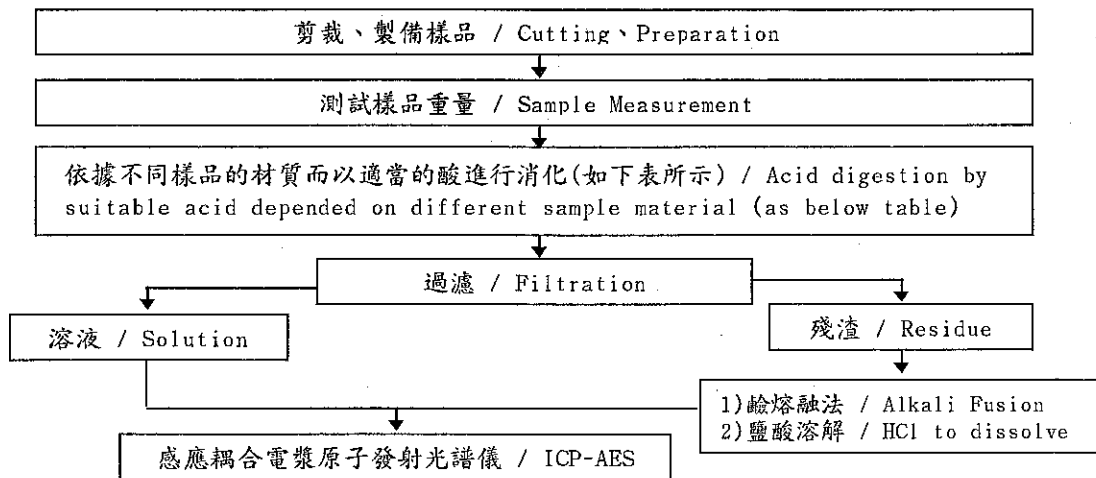 剪裁、製備樣品 / Cutting、Preparation
測試樣品重量 / Sample Measurement
依據不同樣品的材質而以適當的酸進行消化(如下表所示) / Acid digestion by
suitable acid depended on different sample material (as below table)
過濾 / Filtration
溶液 / Solution
殘渣 / Residue
1)鹼熔融法 / Alkali Fusion
2)鹽酸溶解 / HCl to dissolve
感應耦合電漿原子發射光譜儀 / ICP-AES